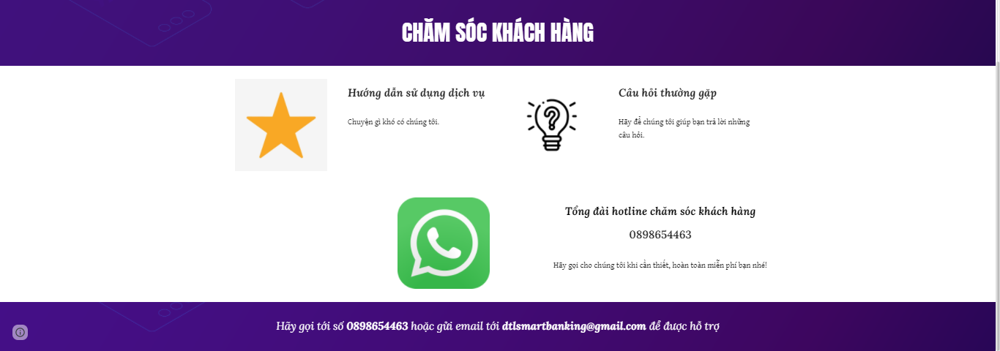 CHĂM SÓC KHÁCH HÀNG
Hướng dẫn sử dụng dịch vụ
Chuyện gì khó có chúng tôi.
Câu hỏi thường gặp
Hãy để chúng tôi giúp bạn trả lời những
câu hỏi.
Tổng đài hotline chăm sóc khách hàng
0898654463
Hãy gọi cho chúng tôi khi cần thiết, hoàn toàn miễn phí bạn nhé!
Hãy gọi tới số 0898654463 hoặc gửi email tới dtlsmartbanking@gmail.com để được hỗ trợ